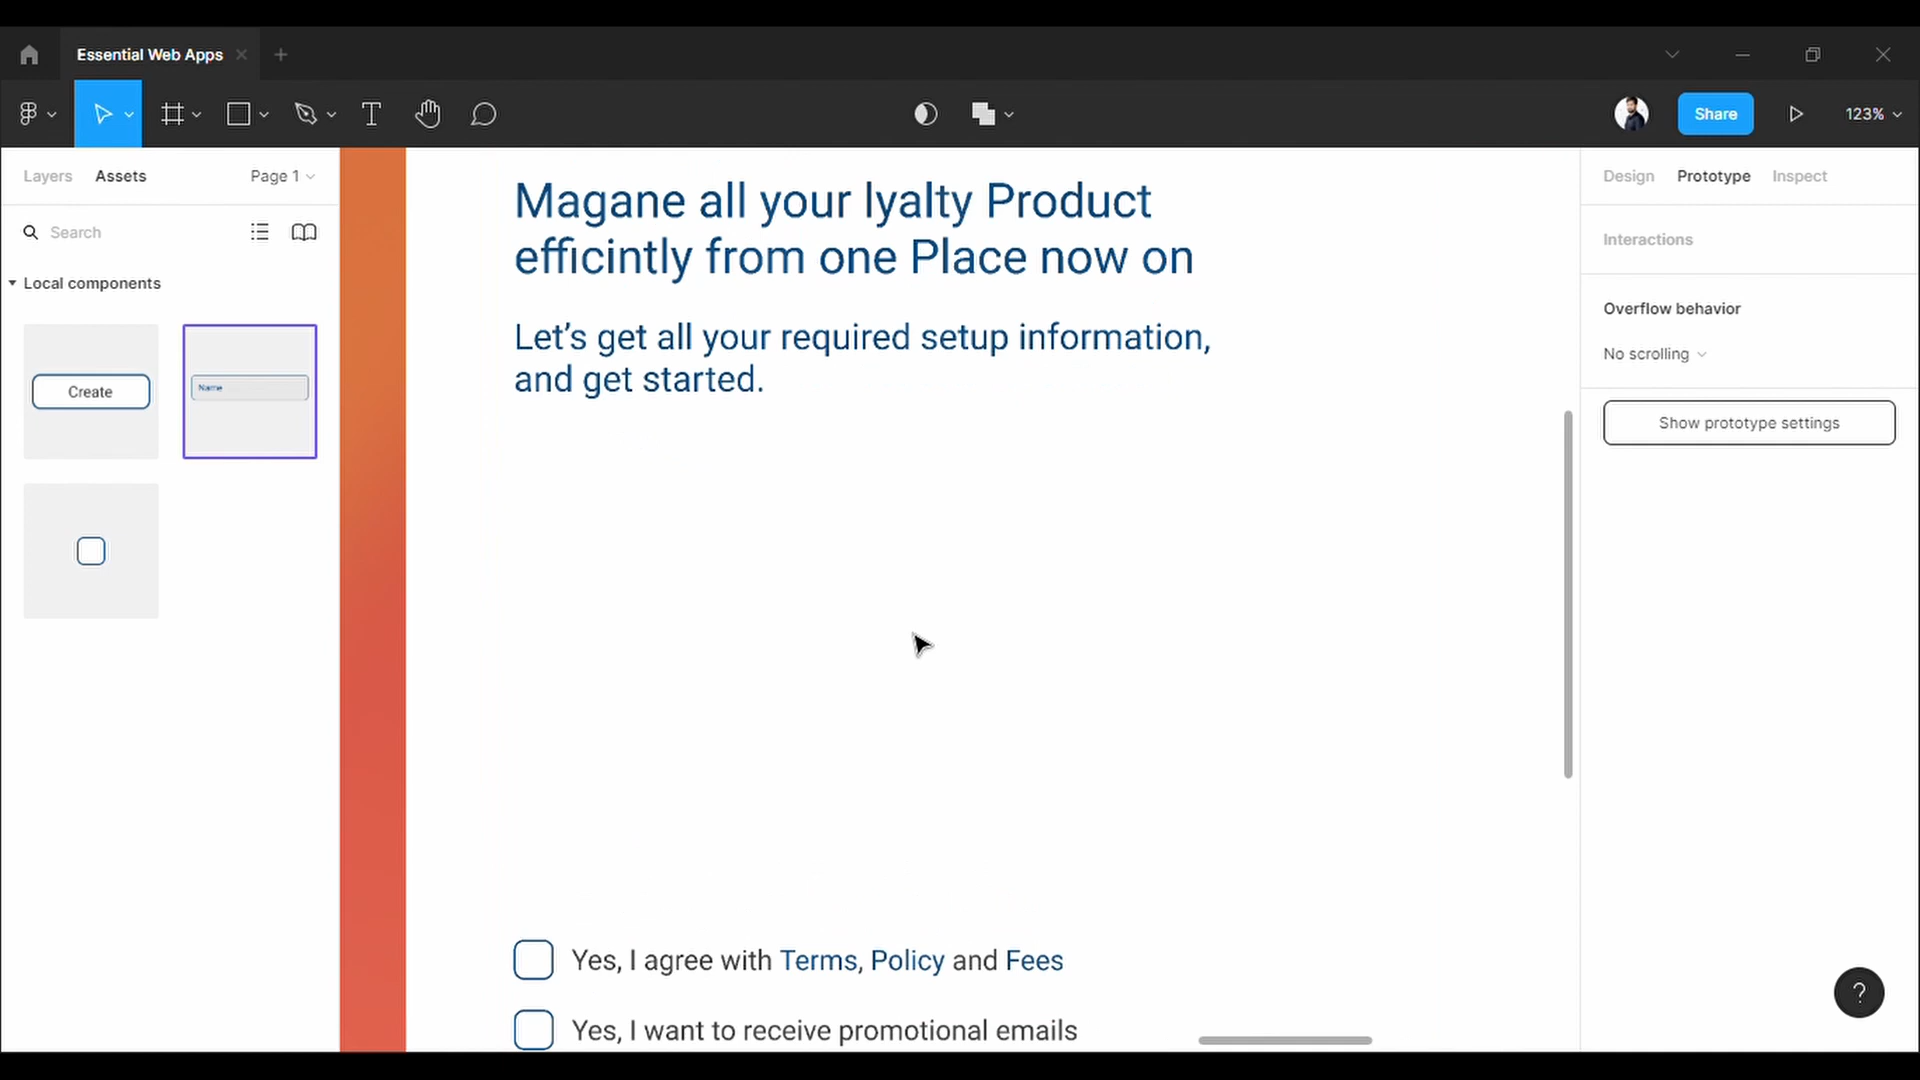 Essential Web Apps
Share
123%
Layers Assets Page 1
Search
Local components
Create
Name
Magane all your lyalty Product
efficintly from one Place now on
Let’s get all your required setup information,
and get started.
Yes, I agree with Terms, Policy and Fees
Yes, I want to receive promotional emails
Design Prototype Inspect
Interactions
Overflow behavior
No scrolling
Show prototype settings
?